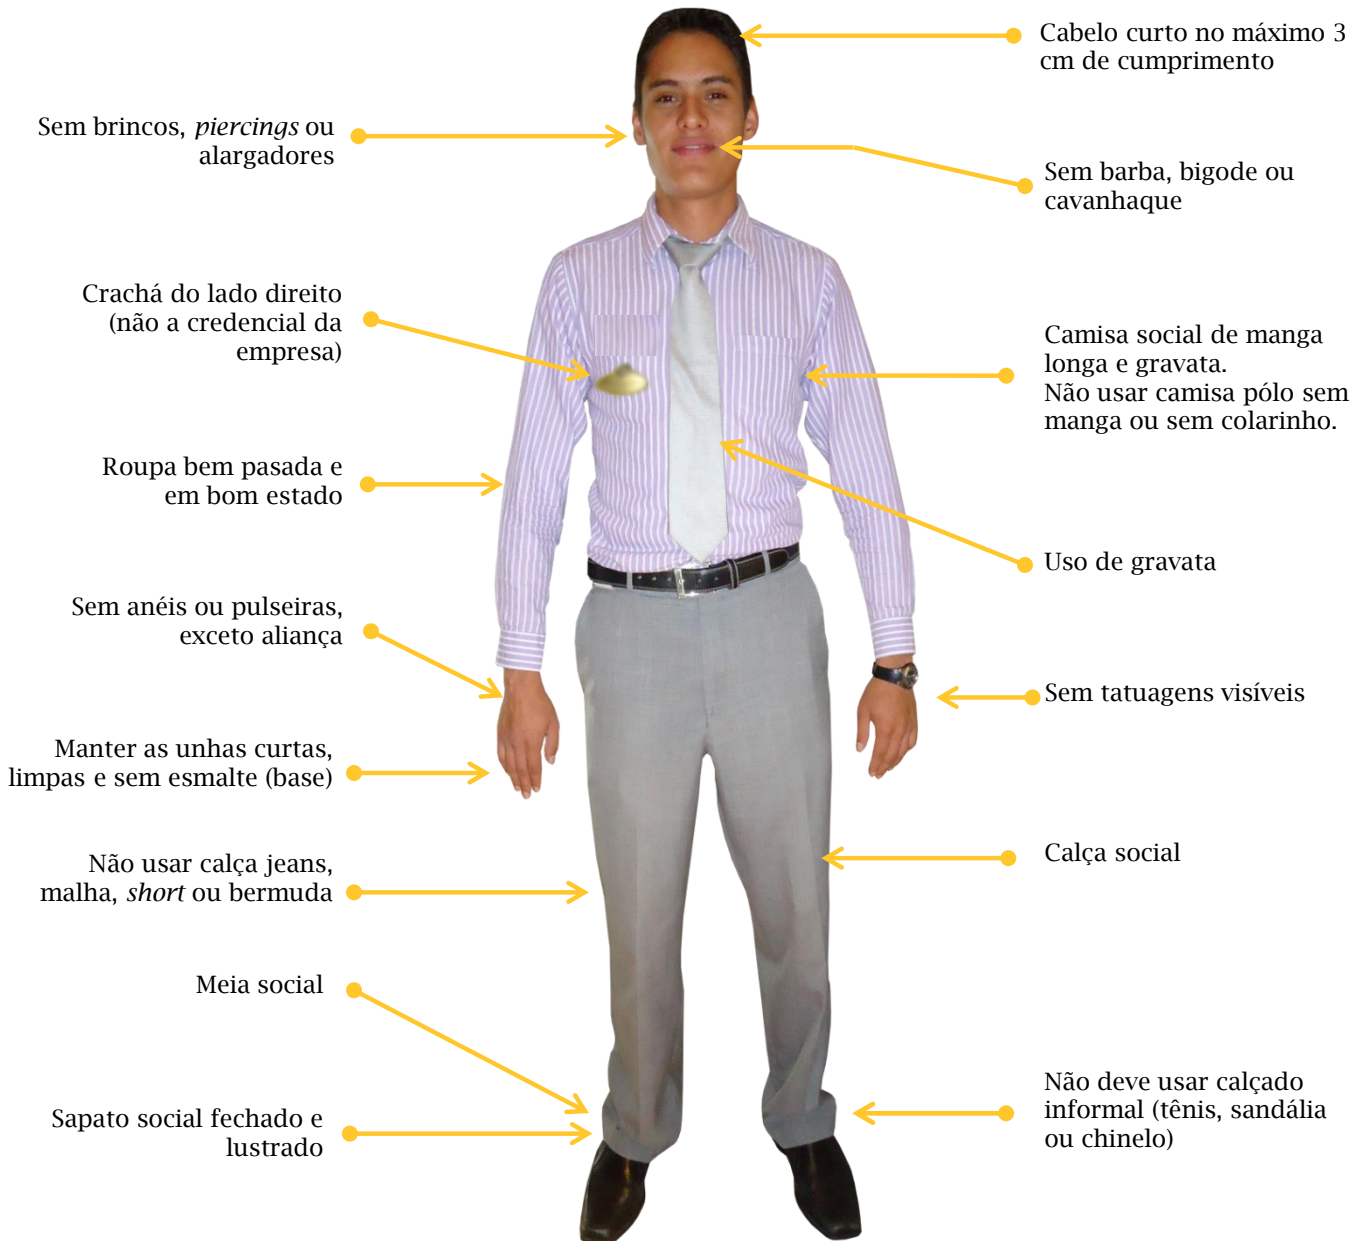 Cabelo curto no máximo 3
cm de cumprimento
Sem brincos, piercings ou
alargadores
Sem barba, bigode ou
cavanhaque
Crachá do lado direito
(não a credencial da
empresa)
Camisa social de manga
longa e gravata.
Não usar camisa pólo sem
manga ou sem colarinho.
Roupa bem pasada e
em bom estado
Uso de gravata
Sem anéis ou pulseiras,
exceto aliança
Sem tatuagens visíveis
Manter as unhas curtas,
limpas e sem esmalte (base)
Não usar calça jeans,
malha, short ou bermuda
Calça social
Meia social
Não deve usar calçado
informal (tênis, sandália
ou chinelo)
Sapato social fechado e
lustrado